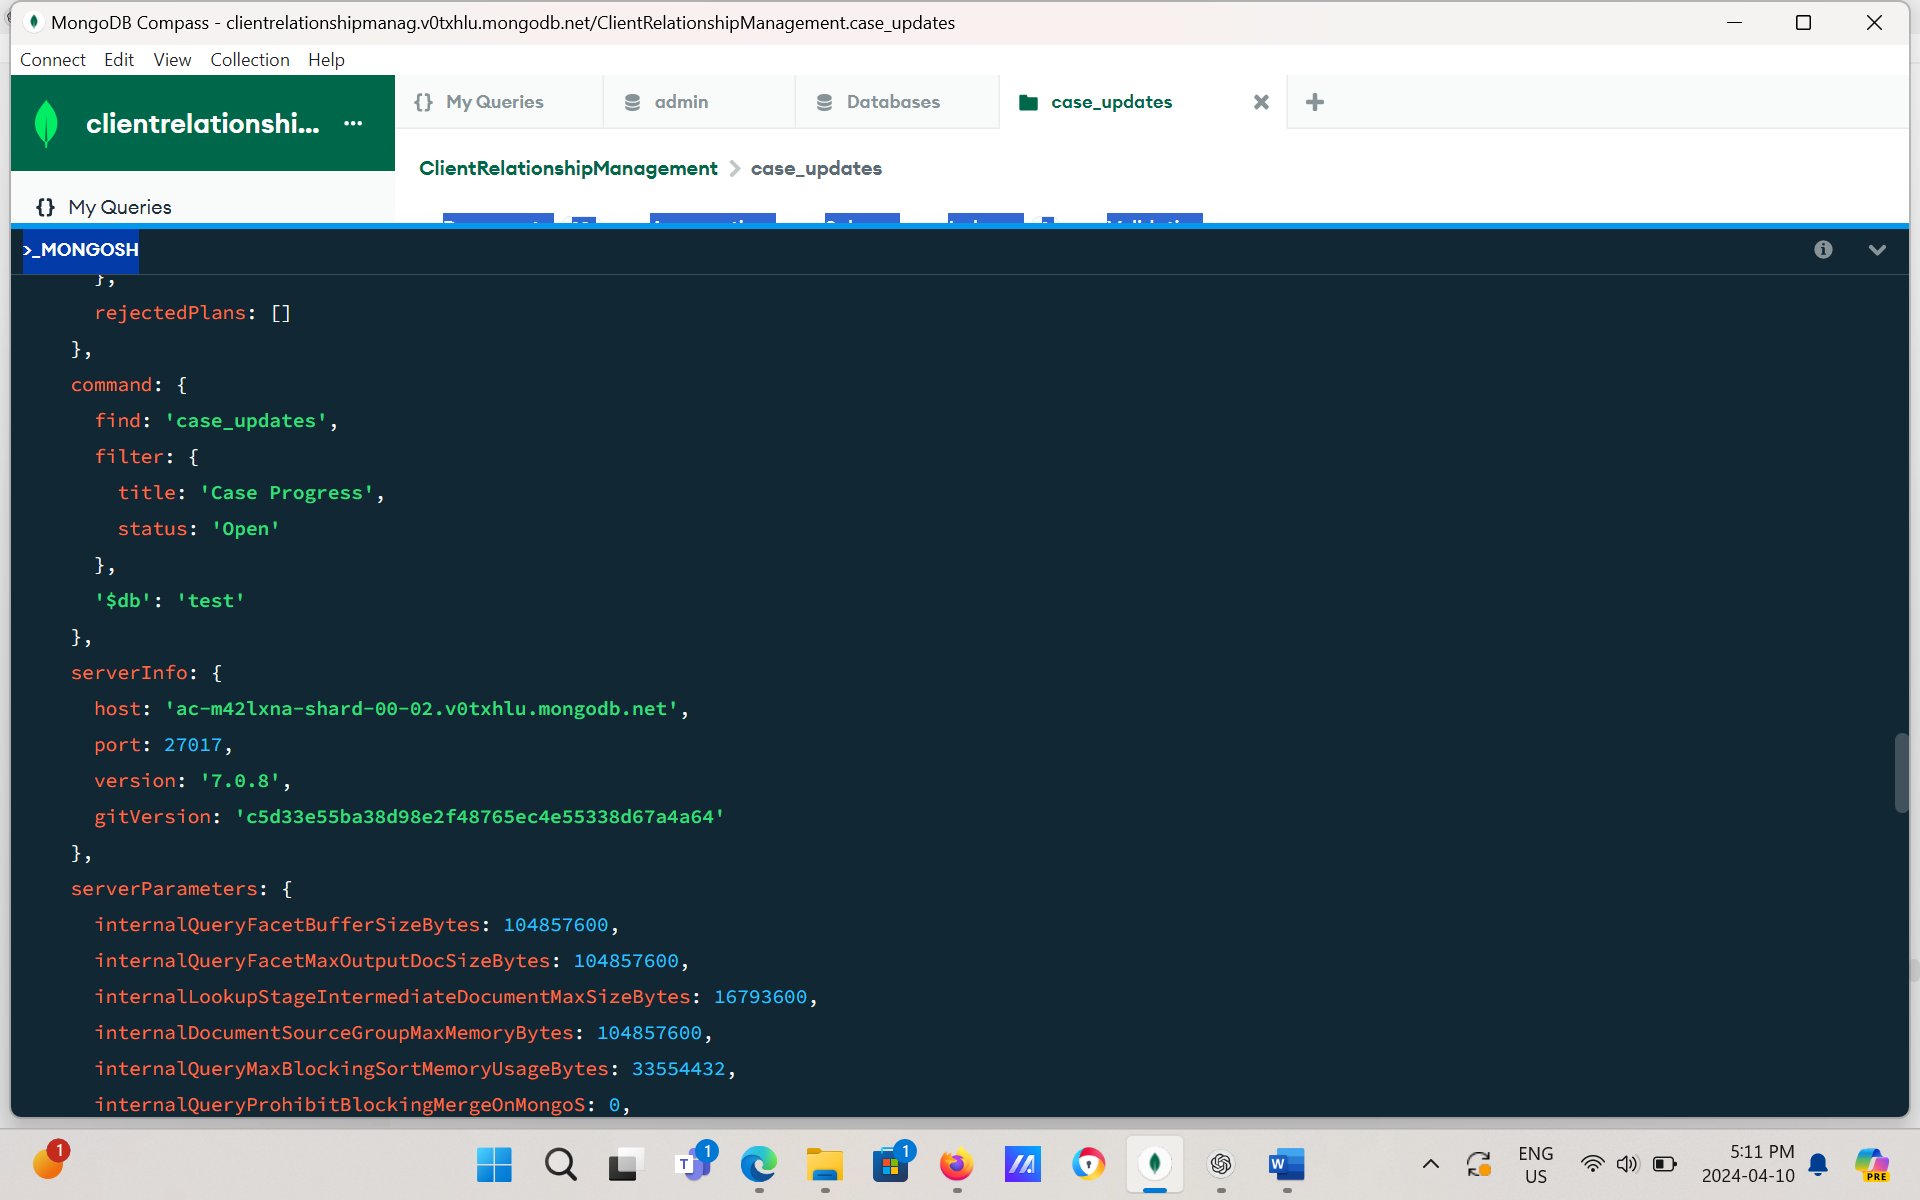 MongoDB Compass - clientrelationshipmanag.v0txhlu.mongodb.net/ClientRelationshipManagement.case_updates
Connect Edit View Collection Help
clientrelationshi... ...
{} My Queries
admin
Databases
case_updates
ClientRelationshipManagement > case_updates
{} My Queries
>_MONGOSH
},
rejectedPlans: []
},
command: {
find: 'case_updates',
filter: {
title: 'Case Progress',
status: 'Open'
},
'$db': 'test'
},
serverInfo: {
host: 'ac-m42lxna-shard-00-02.v0txhlu.mongodb.net',
port: 27017,
version: '7.0.8',
gitVersion: 'c5d33e55ba38d98e2f48765ec4e55338d67a4a64'
},
serverParameters: {
internalQueryFacetBufferSizeBytes: 104857600,
internalQueryFacetMaxOutputDocSizeBytes: 104857600,
internalLookupStageIntermediateDocumentMaxSizeBytes: 16793600,
internalDocumentSourceGroupMaxMemoryBytes: 104857600,
internalQueryMaxBlockingSortMemoryUsageBytes: 33554432,
internalQueryProhibitBlockingMergeOnMongoS: 0,
1
T 1
1
W
ENG
US
5:11 PM
2024-04-10
PRE